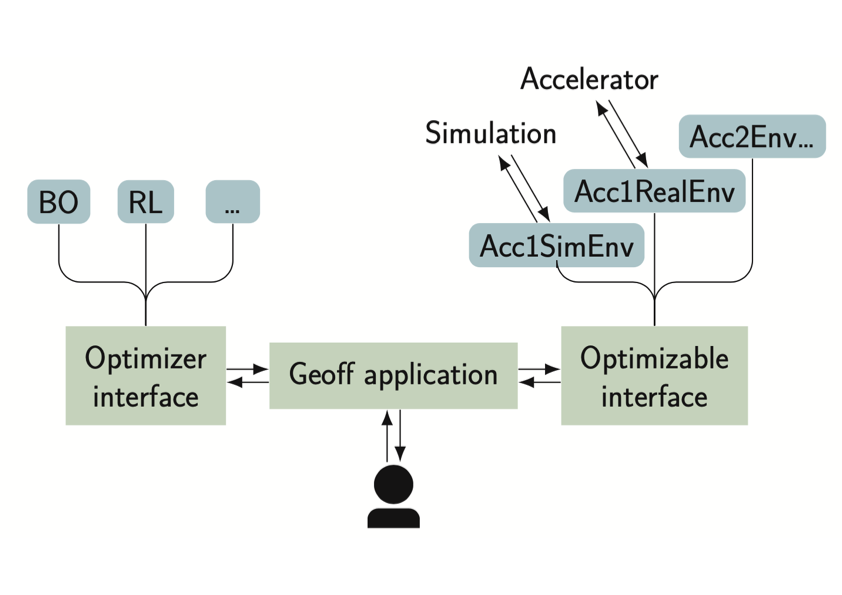 Accelerator
Simulation
Acc2Env...
BO
RL
...
Acc1RealEnv
Acc1SimEnv
Optimizer
interface
Geoff application
Optimizable
interface